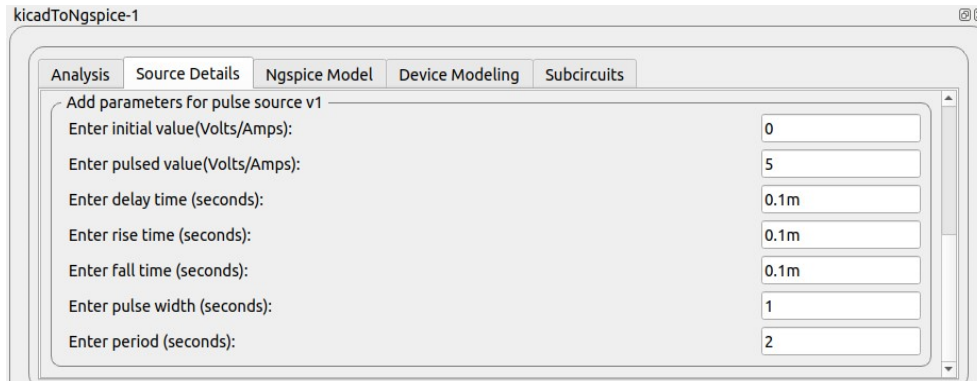 kicadToNgspice-1
Analysis Source Details Ngspice Model Device Modeling Subcircuits
Add parameters for pulse source v1
Enter initial value(Volts/Amps): 0
Enter pulsed value(Volts/Amps): 5
Enter delay time (seconds): 0.1m
Enter rise time (seconds): 0.1m
Enter fall time (seconds): 0.1m
Enter pulse width (seconds): 1
Enter period (seconds): 2